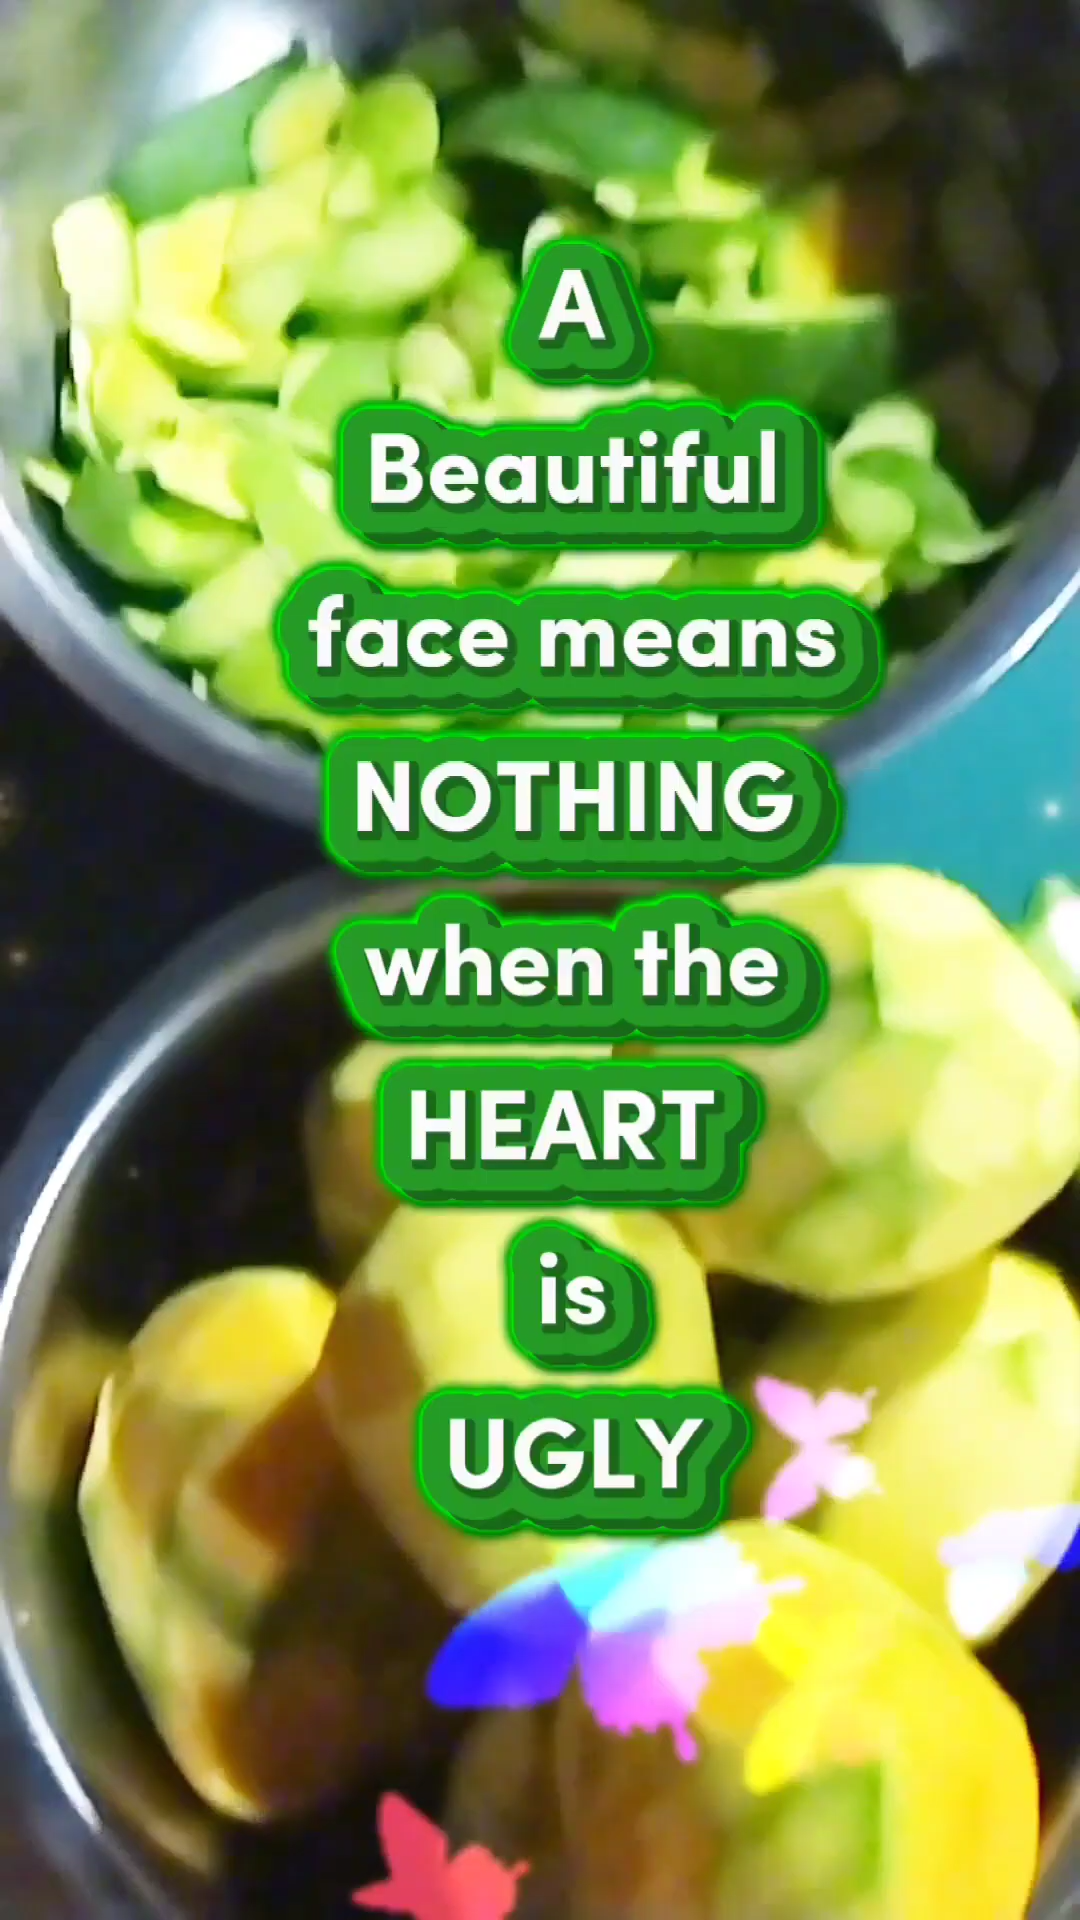 A
Beautiful
face means
NOTHING
when the
HEART
is
UGLY